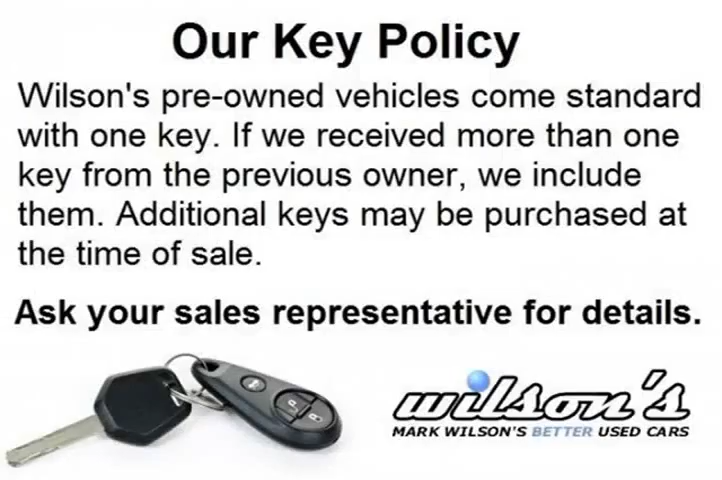 Our Key Policy
Wilson's pre-owned vehicles come standard
with one key. If we received more than one
key from the previous owner, we include
them. Additional keys may be purchased at
the time of sale.
Ask your sales representative for details.
wilson's
MARK WILSON'S BETTER USED CARS